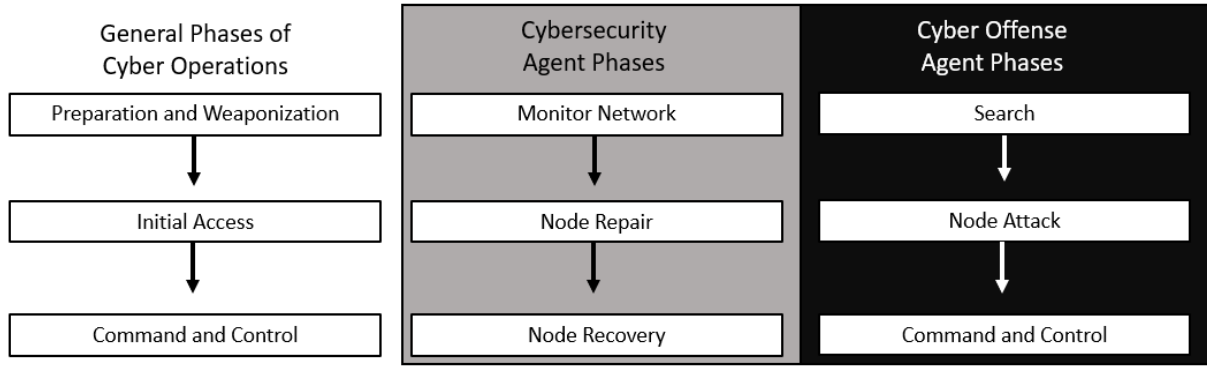 General Phases of
Cyber Operations
Preparation and Weaponization
Initial Access
Command and Control
Cybersecurity
Agent Phases
Monitor Network
Node Repair
Node Recovery
Cyber Offense
Agent Phases
Search
Node Attack
Command and Control